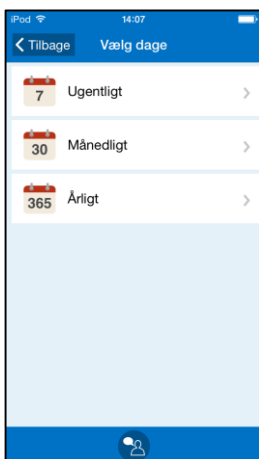 iPod 14:07
Tilbage Vælg dage
7 Ugentligt
30 Månedligt
365 Årligt